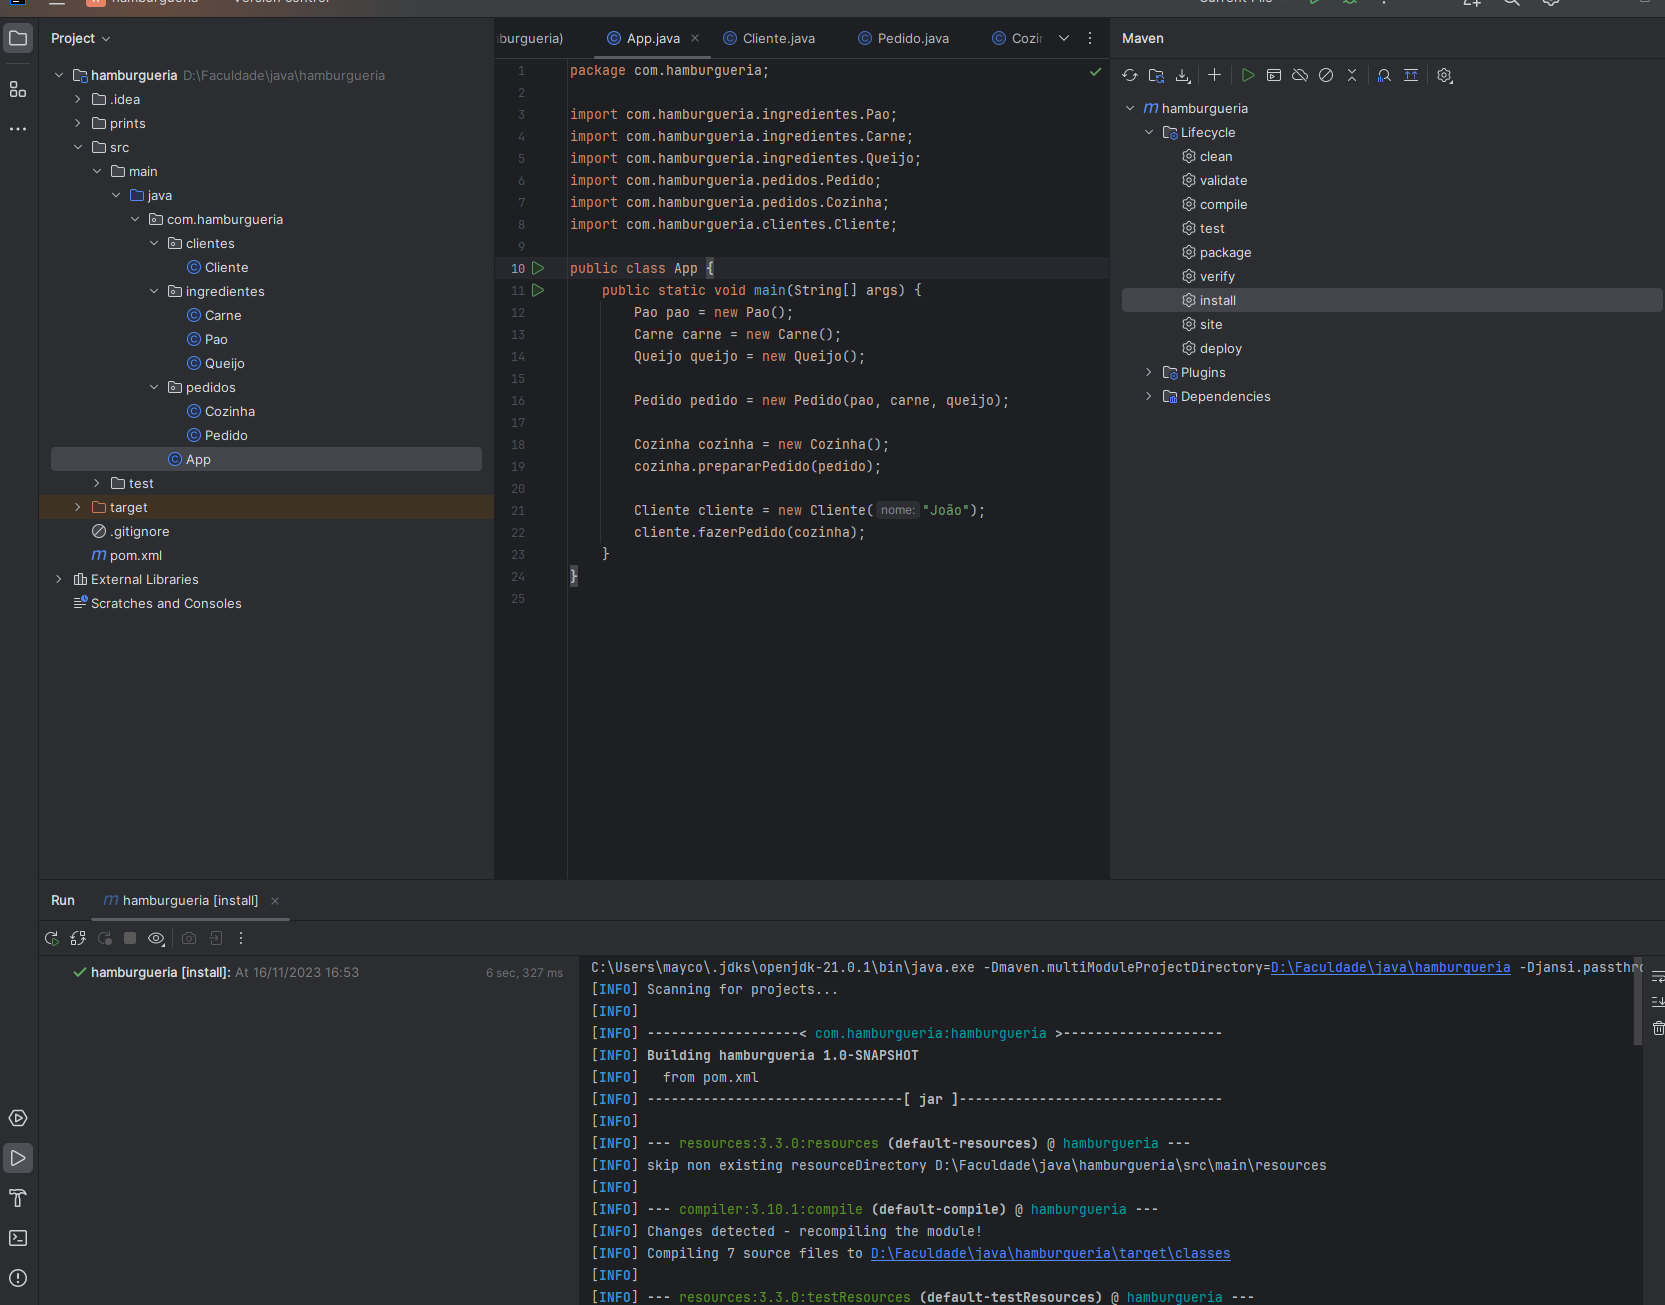 hamburgueria
Version control
Current File
Project
hamburgueria D:\Faculdade\java\hamburgueria
.idea
prints
src
main
java
com.hamburgueria
clientes
Cliente
ingredientes
Carne
Pao
Queijo
pedidos
Cozinha
Pedido
App
test
target
.gitignore
pom.xml
External Libraries
Scratches and Consoles
burgueria) App.java Cliente.java Pedido.java Cozi
1 package com.hamburgueria;
2
3 import com.hamburgueria.ingredientes.Pao;
4 import com.hamburgueria.ingredientes.Carne;
5 import com.hamburgueria.ingredientes.Queijo;
6 import com.hamburgueria.pedidos.Pedido;
7 import com.hamburgueria.pedidos.Cozinha;
8 import com.hamburgueria.clientes.Cliente;
9
10 public class App {
11 public static void main(String[] args) {
12 Pao pao = new Pao();
13 Carne carne = new Carne();
14 Queijo queijo = new Queijo();
15
16 Pedido pedido = new Pedido(pao, carne, queijo);
17
18 Cozinha cozinha = new Cozinha();
19 cozinha.prepararPedido(pedido);
20
21 Cliente cliente = new Cliente( nome: "João");
22 cliente.fazerPedido(cozinha);
23 }
24 }
25
Maven
hamburgueria
Lifecycle
clean
validate
compile
test
package
verify
install
site
deploy
Plugins
Dependencies
Run hamburgueria [install]
hamburgueria [install]: At 16/11/2023 16:53 6 sec, 327 ms
C:\Users\mayco\.jdks\openjdk-21.0.1\bin\java.exe -Dmaven.multiModuleProjectDirectory=D:\Faculdade\java\hamburgueria -Djansi.passthr
[INFO] Scanning for projects...
[INFO]
[INFO] -------------------< com.hamburgueria:hamburgueria >--------------------
[INFO] Building hamburgueria 1.0-SNAPSHOT
[INFO]   from pom.xml
[INFO] --------------------------------[ jar ]---------------------------------
[INFO]
[INFO] --- resources:3.3.0:resources (default-resources) @ hamburgueria ---
[INFO] skip non existing resourceDirectory D:\Faculdade\java\hamburgueria\src\main\resources
[INFO]
[INFO] --- compiler:3.10.1:compile (default-compile) @ hamburgueria ---
[INFO] Changes detected - recompiling the module!
[INFO] Compiling 7 source files to D:\Faculdade\java\hamburgueria\target\classes
[INFO]
[INFO] --- resources:3.3.0:testResources (default-testResources) @ hamburgueria ---